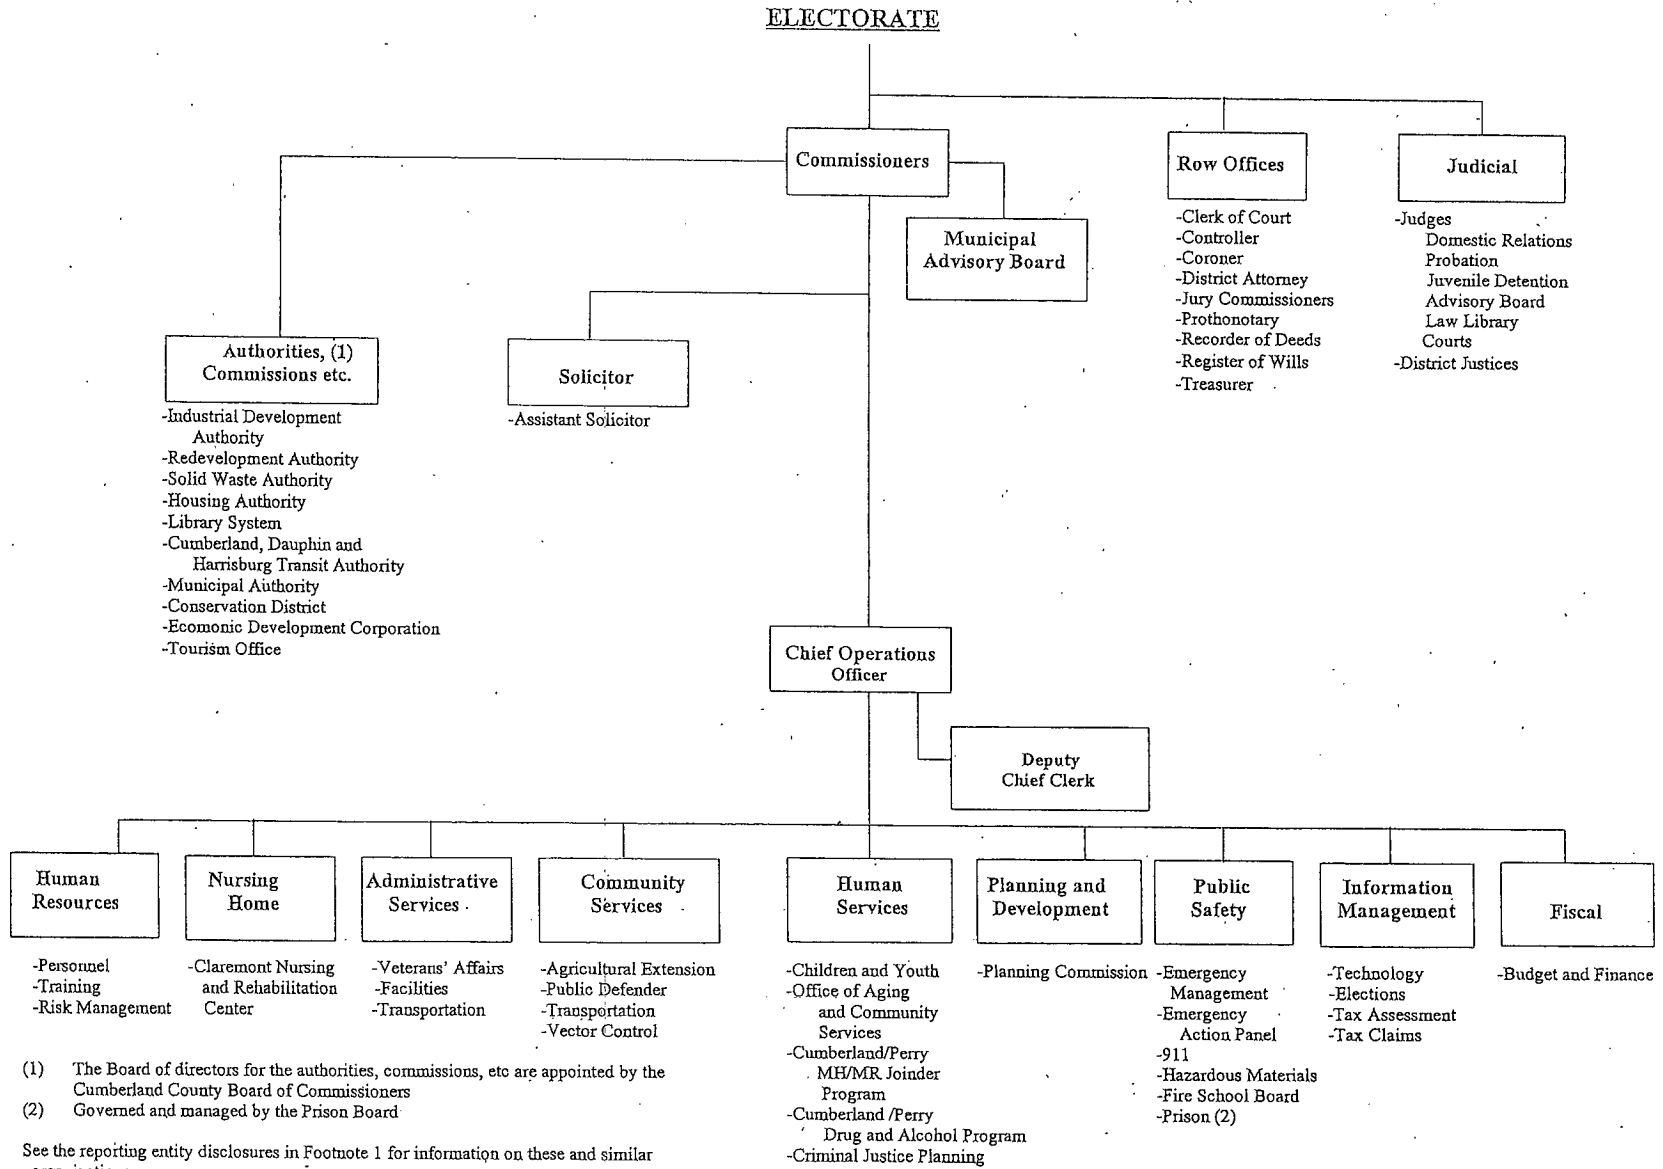 ELECTORATE
Commissioners
Row Offices
Judicial
-Clerk of Court
-Controller
-Coroner
-District Attorney
-Jury Commissioners
-Prothonotary
-Recorder of Deeds
-Register of Wills
-Treasurer
-Judges
Domestic Relations
Probation
Juvenile Detention
Advisory Board
Law Library
Courts
-District Justices
Municipal
Advisory Board
Authorities, (1)
Commissions etc.
-Industrial Development
Authority
-Redevelopment Authority
-Solid Waste Authority
-Housing Authority
-Library System
-Cumberland, Dauphin and
Harrisburg Transit Authority
-Municipal Authority
-Conservation District
-Ecomonic Development Corporation
-Tourism Office
Solicitor
-Assistant Solicitor
Chief Operations
Officer
Deputy
Chief Clerk
Human
Resources
-Personnel
-Training
-Risk Management
Nursing
Home
-Claremont Nursing
and Rehabilitation
Center
Administrative
Services
-Veterans' Affairs
-Facilities
-Transportation
Community
Services
-Agricultural Extension
-Public Defender
-Transportation
-Vector Control
Human
Services
-Children and Youth
-Office of Aging
and Community
Services
-Cumberland/Perry
MH/MR Joinder
Program
-Cumberland /Perry
Drug and Alcohol Program
-Criminal Justice Planning
Planning and
Development
-Planning Commission
Public
Safety
-Emergency
Management
-Emergency
Action Panel
-911
-Hazardous Materials
-Fire School Board
-Prison (2)
Information
Management
-Technology
-Elections
-Tax Assessment
-Tax Claims
Fiscal
-Budget and Finance
(1) The Board of directors for the authorities, commissions, etc are appointed by the
Cumberland County Board of Commissioners
(2) Governed and managed by the Prison Board
See the reporting entity disclosures in Footnote 1 for information on these and similar